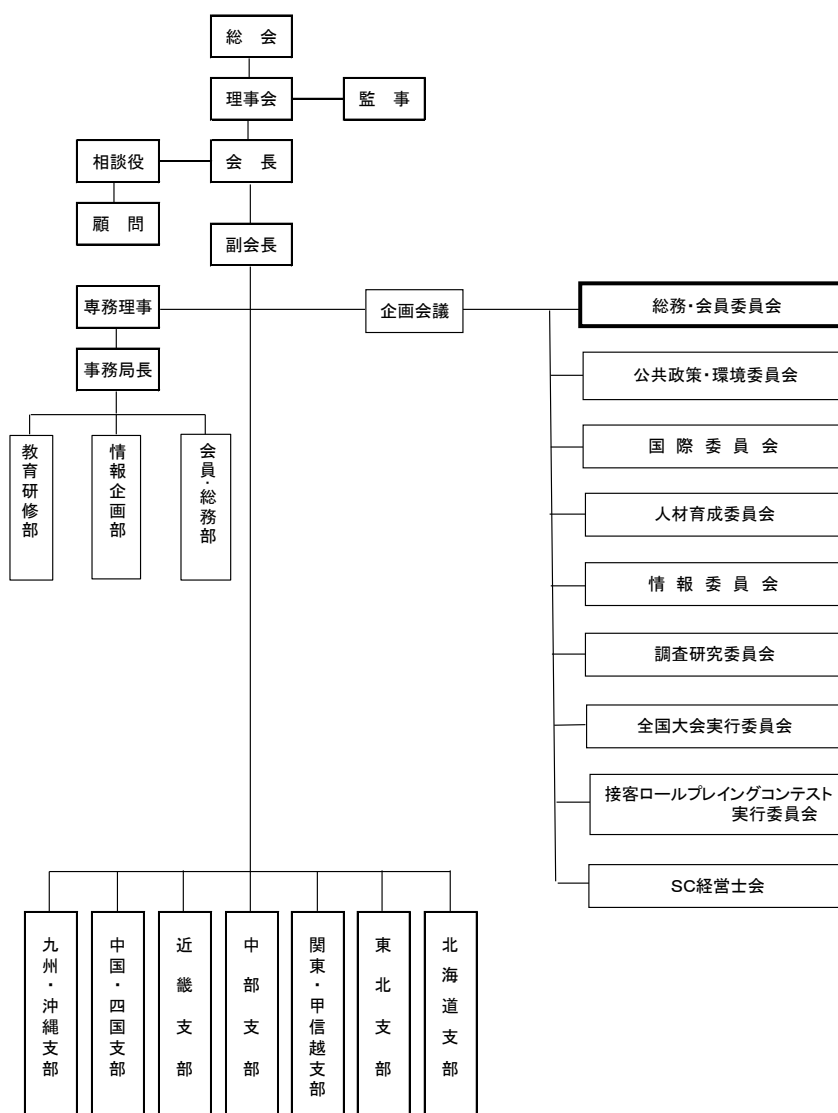 総　会
理事会
監　事
相談役
会　長
顧　問
副会長
専務理事
企画会議
総務・会員委員会
事務局長
公共政策・環境委員会
教育研修部
情報企画部
会員・総務部
国 際 委 員 会
人材育成委員会
情 報 委 員 会
調査研究委員会
全国大会実行委員会
接客ロールプレイングコンテスト
実行委員会
SC経営士会
九州・沖縄支部
中国・四国支部
近畿支部
中部支部
関東・甲信越支部
東北支部
北海道支部